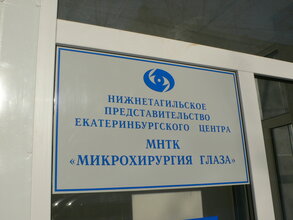 НИЖНЕТАГИЛЬСКОЕ
ПРЕДСТАВИТЕЛЬСТВО
ЕКАТЕРИНБУРГСКОГО ЦЕНТРА
МНТК
«МИКРОХИРУРГИЯ ГЛАЗА»